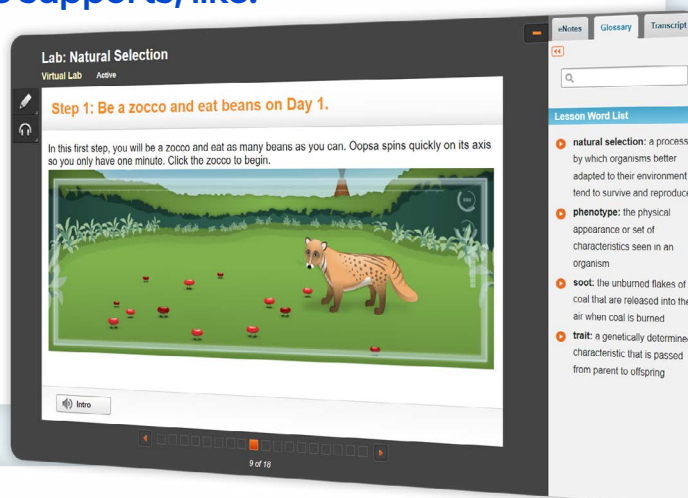 supports, like:
Lab: Natural Selection
Virtual Lab Active
Step 1: Be a zocco and eat beans on Day 1.
In this first step, you will be a zocco and eat as many beans as you can. Oopsa spins quickly on its axis
so you only have one minute. Click the zocco to begin.
Intro
9 of 18
eNotes Glossary Transcript
Lesson Word List
natural selection: a process
by which organisms better
adapted to their environment
tend to survive and reproduce
phenotype: the physical
appearance or set of
characteristics seen in an
organism
soot: the unburned flakes of
coal that are released into the
air when coal is burned
trait: a genetically determined
characteristic that is passed
from parent to offspring